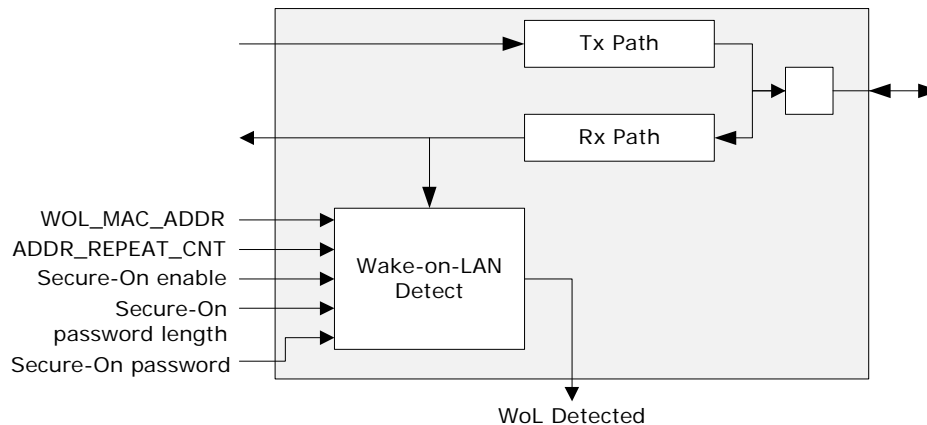 Tx Path
Rx Path
WOL_MAC_ADDR
ADDR_REPEAT_CNT
Secure-On enable
Secure-On
password length
Secure-On password
Wake-on-LAN
Detect
WoL Detected